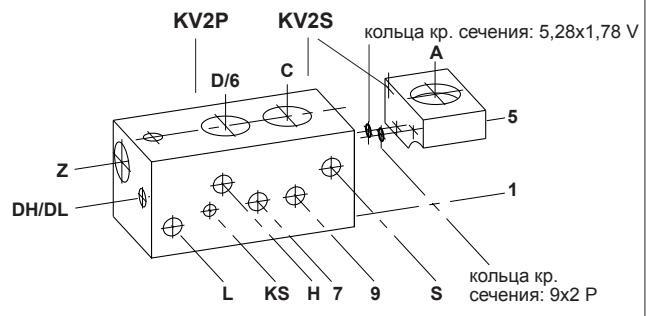 KV2P
KV2S
кольца кр. сечения: 5,28x1,78 V
D/6
C
A
5
Z
DH/DL
1
L
KS
H
7
9
S
кольца кр.
сечения: 9x2 P